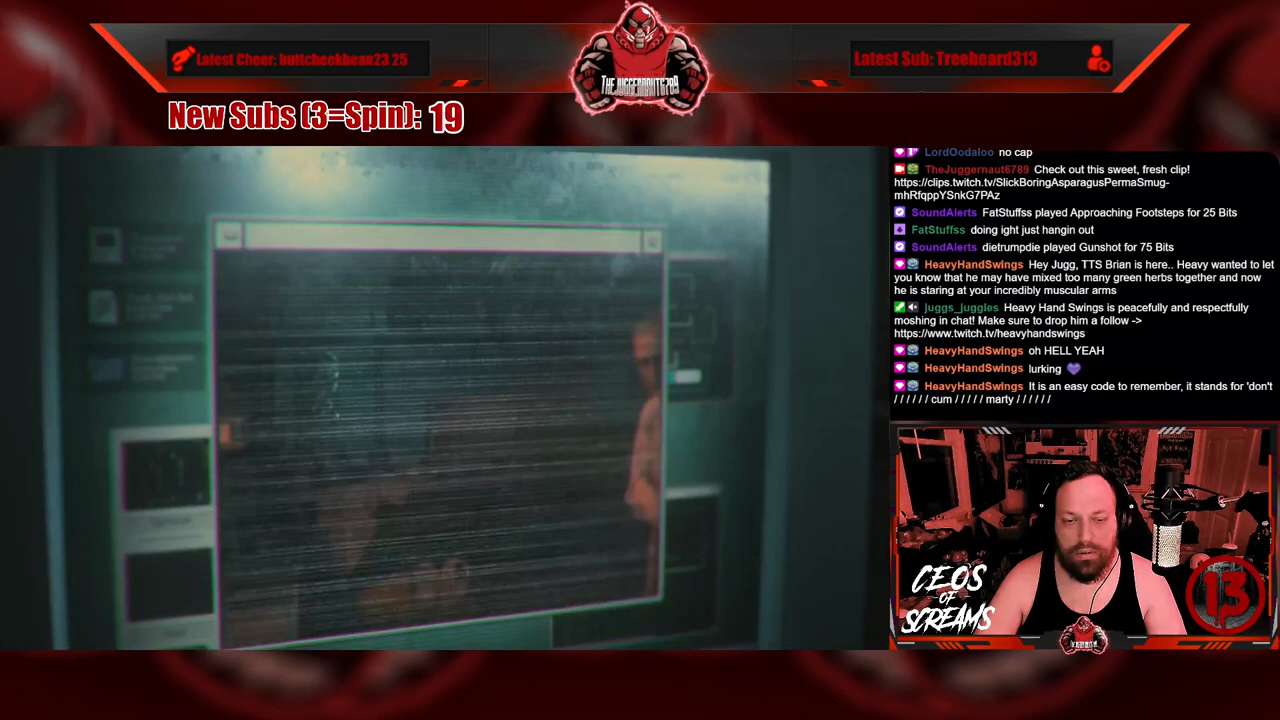 Latest Cheer: buttcheekbeau23 25
THEJUGGERNAUT6789
Latest Sub: Treebeard313
New Subs (3=Spin): 19
LordOodaloo no cap
TheJuggernaut6789 Check out this sweet, fresh clip!
https://clips.twitch.tv/SlickBoringAsparagusPermaSmug-
mhRfqppYSnkG7PAz
SoundAlerts FatStuffss played Approaching Footsteps for 25 Bits
FatStuffss doing ight just hangin out
SoundAlerts dietrumpdie played Gunshot for 75 Bits
HeavyHandSwings Hey Jugg, TTS Brian is here.. Heavy wanted to let
you know that he may have mixed too many green herbs together and now
he is staring at your incredibly muscular arms
juggs_juggles Heavy Hand Swings is peacefully and respectfully
moshing in chat! Make sure to drop him a follow ->
https://www.twitch.tv/heavyhandswings
HeavyHandSwings oh HELL YEAH
HeavyHandSwings lurking
HeavyHandSwings It is an easy code to remember, it stands for 'don't
/ / / / / / cum / / / / / marty / / / / / /
CEOS
OF
SCREAMS
13